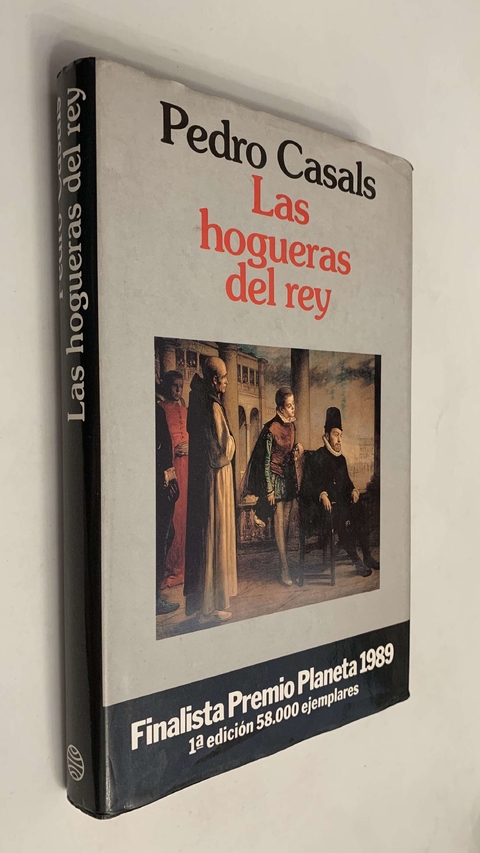 Pedro Casals
Las
hogueras
del rey
Finalista Premio Planeta 1989
1ª edición 58.000 ejemplares
Las hogueras del rey